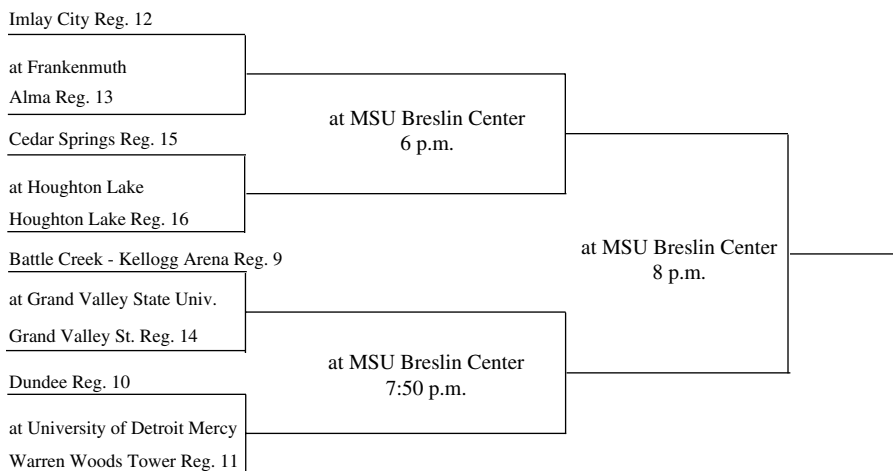 Imlay City Reg. 12
at Frankenmuth
Alma Reg. 13
at MSU Breslin Center
6 p.m.
Cedar Springs Reg. 15
at Houghton Lake
Houghton Lake Reg. 16
at MSU Breslin Center
8 p.m.
Battle Creek - Kellogg Arena Reg. 9
at Grand Valley State Univ.
Grand Valley St. Reg. 14
at MSU Breslin Center
7:50 p.m.
Dundee Reg. 10
at University of Detroit Mercy
Warren Woods Tower Reg. 11